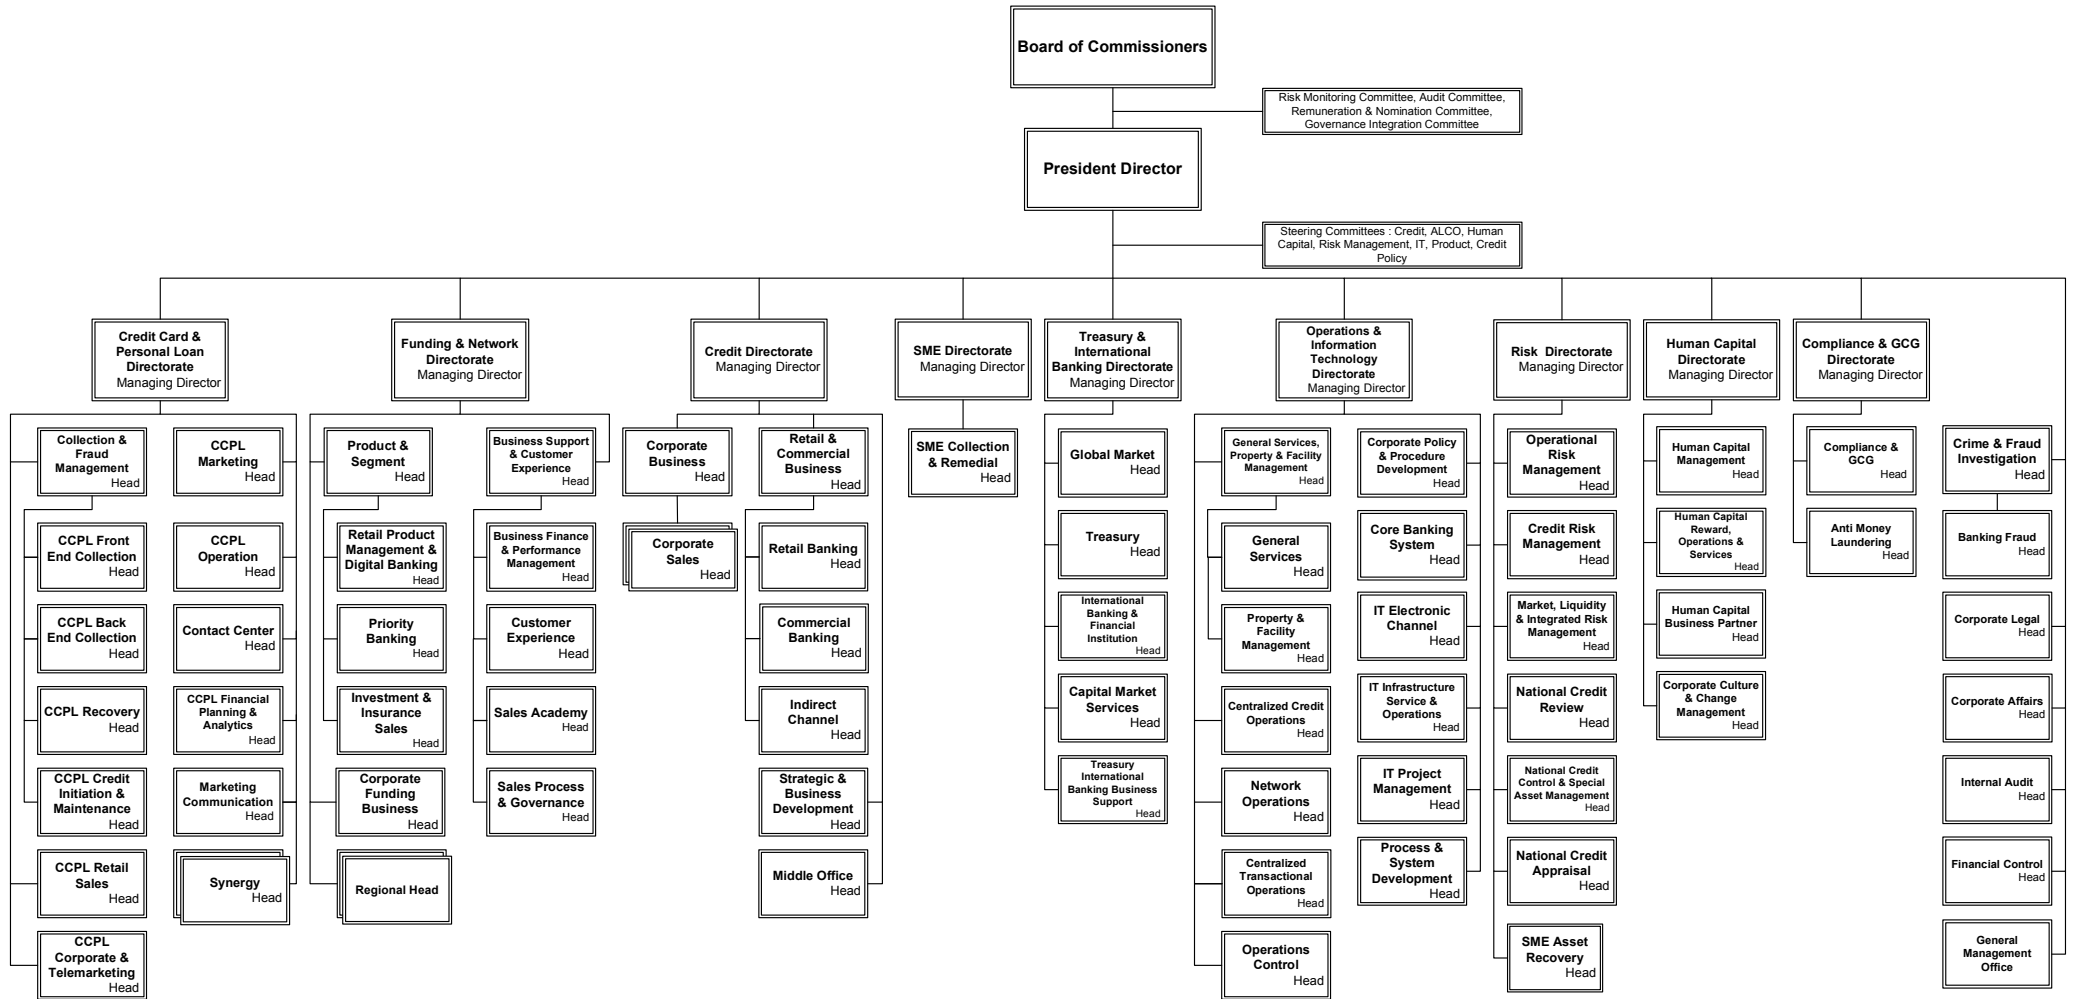 Board of Commissioners
Risk Monitoring Committee, Audit Committee,
Remuneration & Nomination Committee,
Governance Integration Committee
President Director
Steering Committees : Credit, ALCO, Human
Capital, Risk Management, IT, Product, Credit
Policy
Credit Card &
Personal Loan
Directorate
Managing Director
Funding & Network
Directorate
Managing Director
Credit Directorate
Managing Director
SME Directorate
Managing Director
Treasury &
International
Banking Directorate
Managing Director
Operations &
Information
Technology
Directorate
Managing Director
Risk Directorate
Managing Director
Human Capital
Directorate
Managing Director
Compliance & GCG
Directorate
Managing Director
Collection &
Fraud
Management
Head
CCPL Front
End Collection
Head
CCPL Back
End Collection
Head
CCPL Recovery
Head
CCPL Credit
Initiation &
Maintenance
Head
CCPL Retail
Sales
Head
CCPL
Corporate &
Telemarketing
Head
CCPL
Marketing
Head
CCPL
Operation
Head
Contact Center
Head
CCPL Financial
Planning &
Analytics
Head
Marketing
Communication
Head
Synergy
Head
Product &
Segment
Head
Retail Product
Management &
Digital Banking
Head
Priority
Banking
Head
Investment &
Insurance
Sales
Head
Corporate
Funding
Business
Head
Regional Head
Business Support
& Customer
Experience
Head
Business Finance
& Performance
Management
Head
Customer
Experience
Head
Sales Academy
Head
Sales Process
& Governance
Head
Corporate
Business
Head
Corporate
Sales
Head
Retail &
Commercial
Business
Head
Retail Banking
Head
Commercial
Banking
Head
Indirect
Channel
Head
Strategic &
Business
Development
Head
Middle Office
Head
SME Collection
& Remedial
Head
Global Market
Head
Treasury
Head
International
Banking &
Financial
Institution
Head
Capital Market
Services
Head
Treasury
International
Banking Business
Support
Head
General Services,
Property & Facility
Management
Head
General
Services
Head
Property &
Facility
Management
Head
Centralized Credit
Operations
Head
Network
Operations
Head
Centralized
Transactional
Operations
Head
Operations
Control
Head
Corporate Policy
& Procedure
Development
Head
Core Banking
System
Head
IT Electronic
Channel
Head
IT Infrastructure
Service &
Operations
Head
IT Project
Management
Head
Process &
System
Development
Head
Operational
Risk
Management
Head
Credit Risk
Management
Head
Market, Liquidity
& Integrated Risk
Management
Head
National Credit
Review
Head
National Credit
Control & Special
Asset Management
Head
National Credit
Appraisal
Head
SME Asset
Recovery
Head
Human Capital
Management
Head
Human Capital
Reward,
Operations &
Services
Head
Human Capital
Business Partner
Head
Corporate Culture
& Change
Management
Head
Compliance &
GCG
Head
Anti Money
Laundering
Head
Crime & Fraud
Investigation
Head
Banking Fraud
Head
Corporate Legal
Head
Corporate Affairs
Head
Internal Audit
Head
Financial Control
Head
General
Management
Office
Head